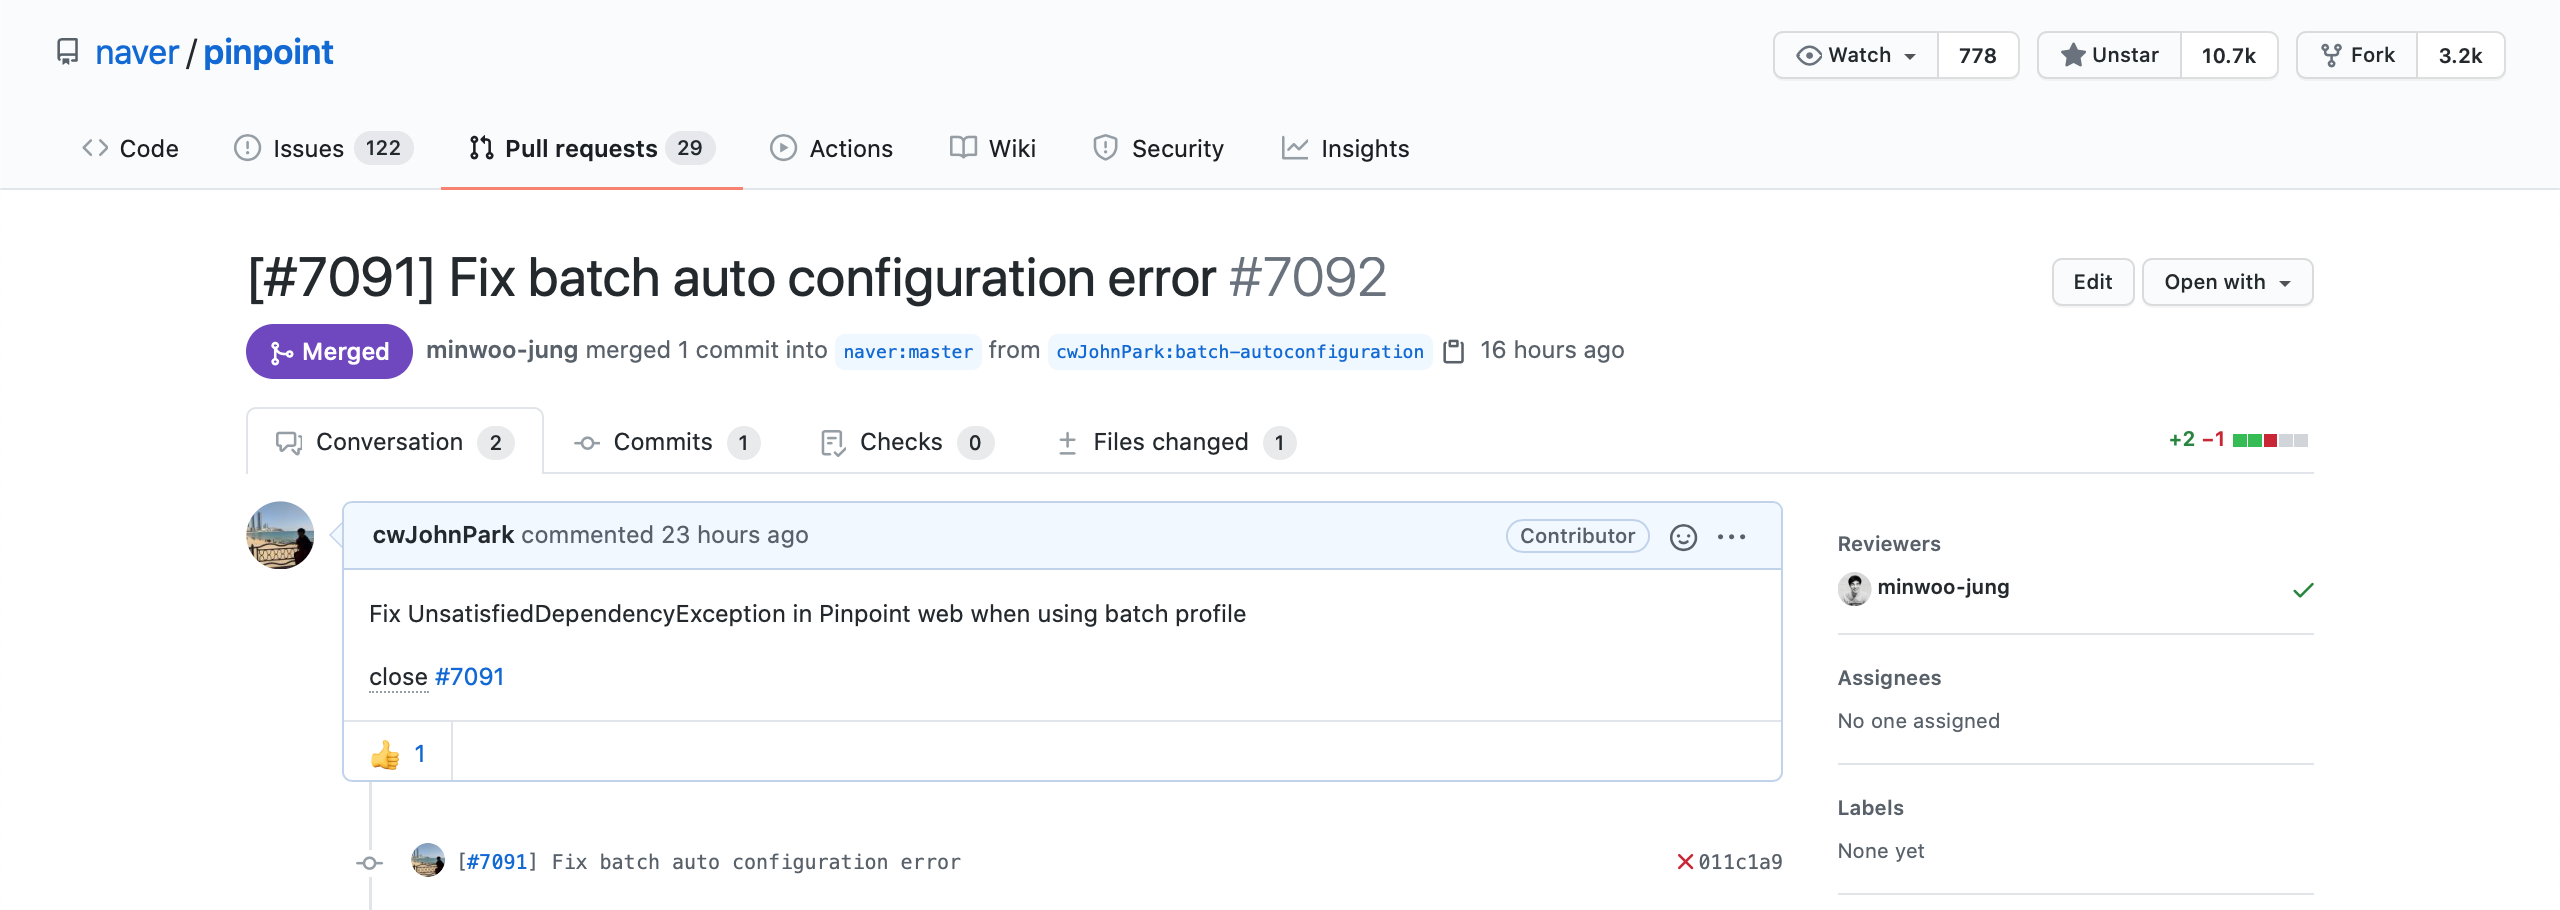 naver / pinpoint
Watch 778 Unstar 10.7k Fork 3.2k
Code Issues 122 Pull requests 29 Actions Wiki Security Insights
[#7091] Fix batch auto configuration error #7092
Edit Open with
Merged minwoo-jung merged 1 commit into naver:master from cwJohnPark:batch-autoconfiguration 16 hours ago
Conversation 2 Commits 1 Checks 0 Files changed 1 +2 −1
cwJohnPark commented 23 hours ago Contributor
Fix UnsatisfiedDependencyException in Pinpoint web when using batch profile
close #7091
👍 1
[#7091] Fix batch auto configuration error 011c1a9
Reviewers
minwoo-jung
Assignees
No one assigned
Labels
None yet